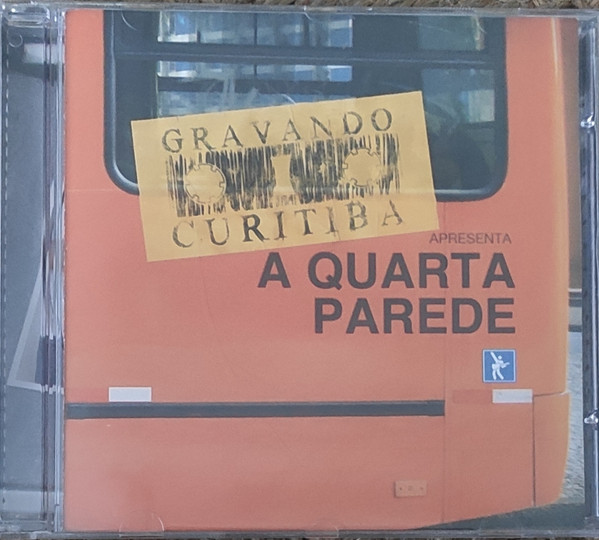 GRAVANDO
CURITIBA
APRESENTA
A QUARTA
PAREDE